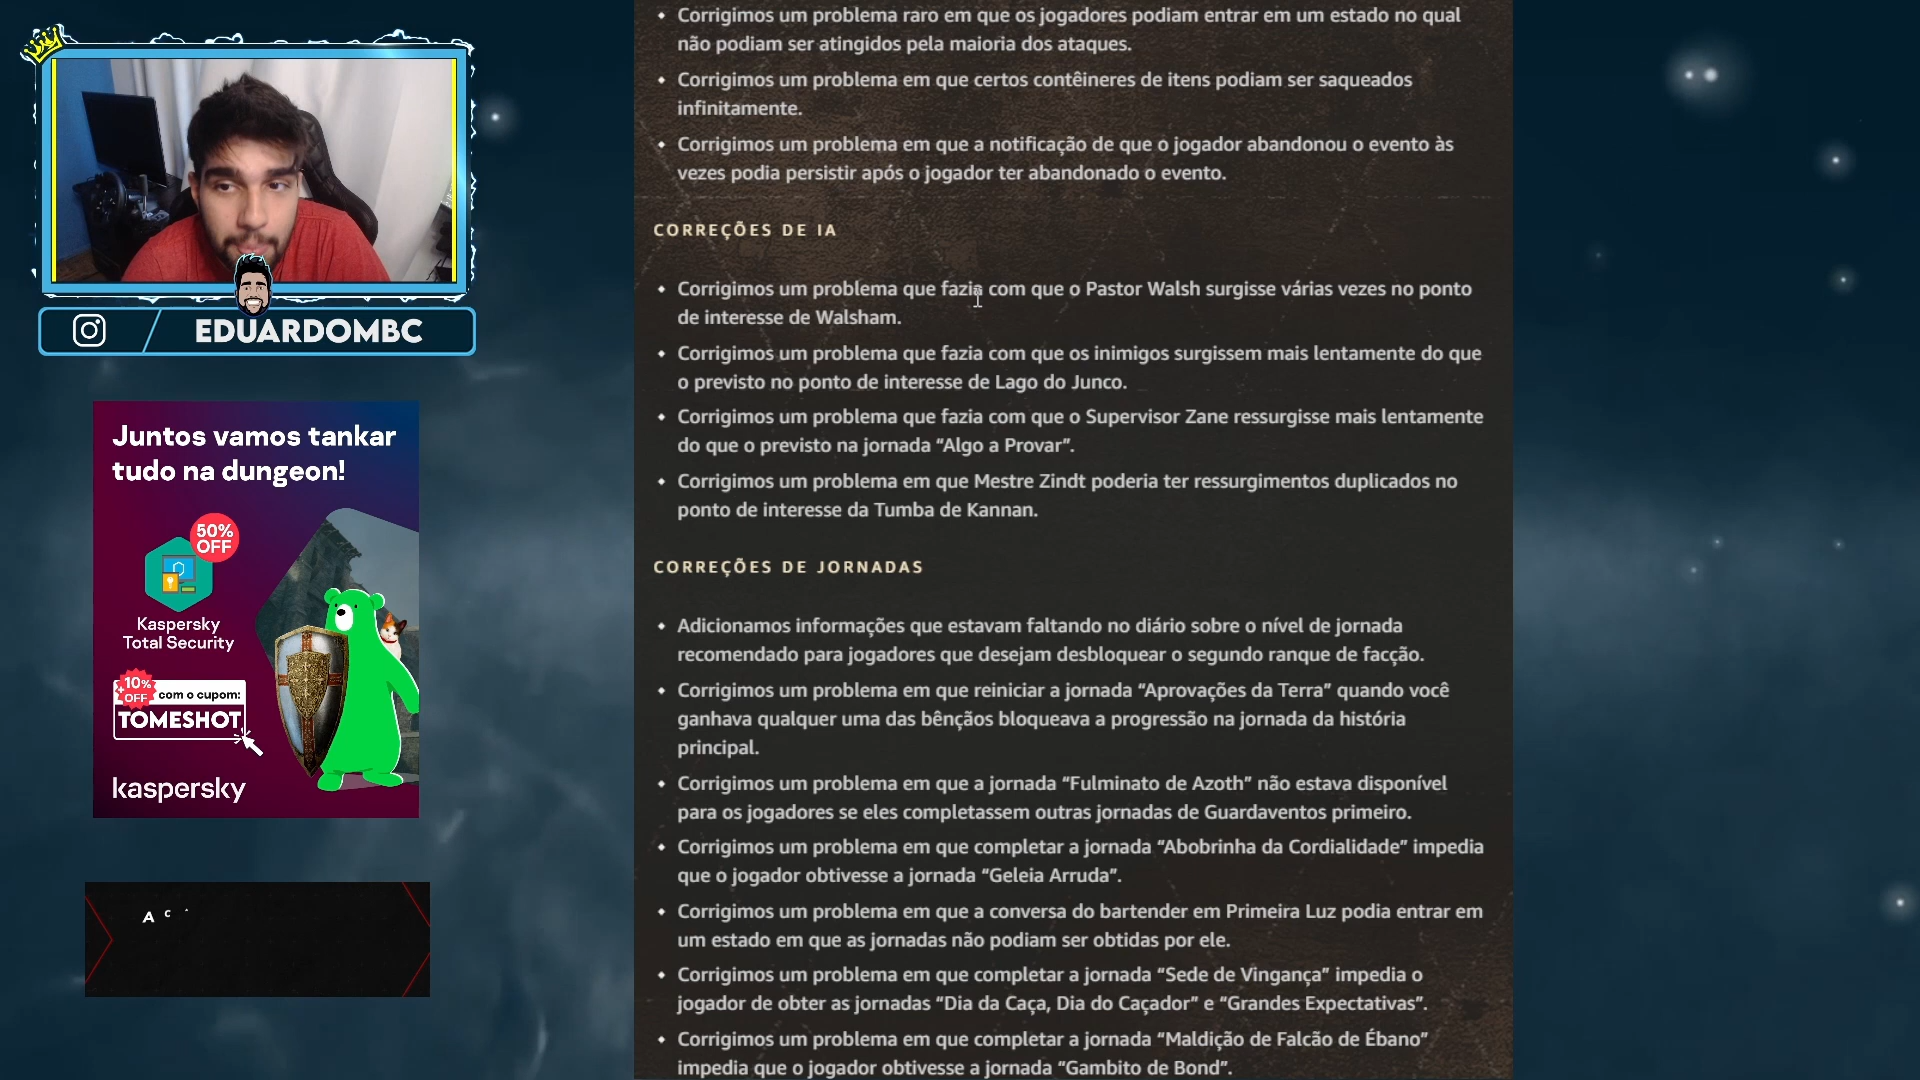 EDUARDOMBC
Juntos vamos tankar
tudo na dungeon!
50%
OFF
Kaspersky
Total Security
+10%
OFF
com o cupom:
TOMESHOT
kaspersky
A C
Corrigimos um problema raro em que os jogadores podiam entrar em um estado no qual
não podiam ser atingidos pela maioria dos ataques.
Corrigimos um problema em que certos contêineres de itens podiam ser saqueados
infinitamente.
Corrigimos um problema em que a notificação de que o jogador abandonou o evento às
vezes podia persistir após o jogador ter abandonado o evento.
CORREÇÕES DE IA
Corrigimos um problema que fazia com que o Pastor Walsh surgisse várias vezes no ponto
de interesse de Walsham.
Corrigimos um problema que fazia com que os inimigos surgissem mais lentamente do que
o previsto no ponto de interesse de Lago do Junco.
Corrigimos um problema que fazia com que o Supervisor Zane ressurgisse mais lentamente
do que o previsto na jornada “Algo a Provar”.
Corrigimos um problema em que Mestre Zindt poderia ter ressurgimentos duplicados no
ponto de interesse da Tumba de Kannan.
CORREÇÕES DE JORNADAS
Adicionamos informações que estavam faltando no diário sobre o nível de jornada
recomendado para jogadores que desejam desbloquear o segundo ranque de facção.
Corrigimos um problema em que reiniciar a jornada “Aprovações da Terra” quando você
ganhava qualquer uma das bênçãos bloqueava a progressão na jornada da história
principal.
Corrigimos um problema em que a jornada “Fulminato de Azoth” não estava disponível
para os jogadores se eles completassem outras jornadas de Guardaventos primeiro.
Corrigimos um problema em que completar a jornada “Abobrinha da Cordialidade” impedia
que o jogador obtivesse a jornada “Geleia Arruda”.
Corrigimos um problema em que a conversa do bartender em Primeira Luz podia entrar em
um estado em que as jornadas não podiam ser obtidas por ele.
Corrigimos um problema em que completar a jornada “Sede de Vingança” impedia o
jogador de obter as jornadas “Dia da Caça, Dia do Caçador” e “Grandes Expectativas”.
Corrigimos um problema em que completar a jornada “Maldição de Falcão de Ébano”
impedia que o jogador obtivesse a jornada “Gambito de Bond”.